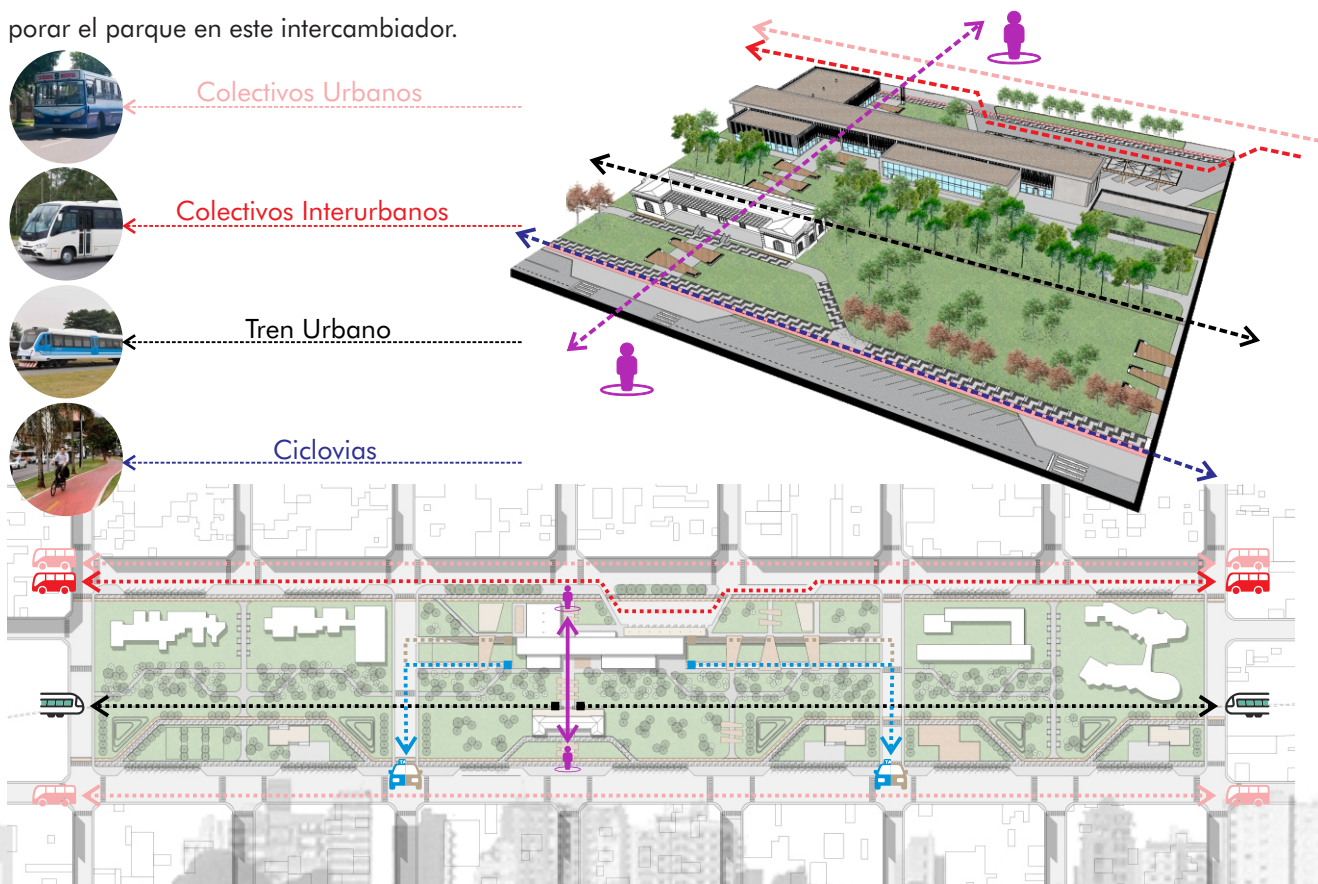 porar el parque en este intercambiador.
Colectivos Urbanos
Colectivos Interurbanos
Tren Urbano
Ciclovias